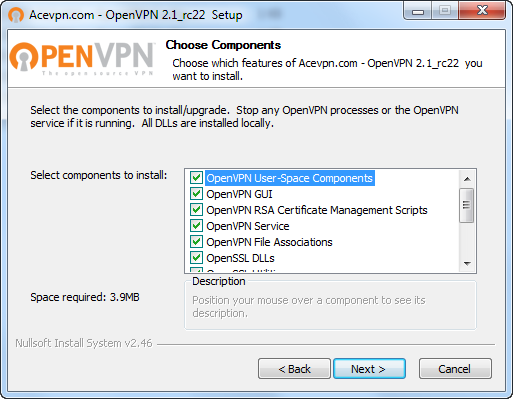 Acevpn.com - OpenVPN 2.1_rc22 Setup
OPENVPN
The open source VPN
Choose Components
Choose which features of Acevpn.com - OpenVPN 2.1_rc22 you
want to install.
Select the components to install/upgrade. Stop any OpenVPN processes or the OpenVPN
service if it is running. All DLLs are installed locally.
Select components to install:
OpenVPN User-Space Components
OpenVPN GUI
OpenVPN RSA Certificate Management Scripts
OpenVPN Service
OpenVPN File Associations
OpenSSL DLLs
OpenSSL Utilities
Space required: 3.9MB
Description
Position your mouse over a component to see its
description.
Nullsoft Install System v2.46
< Back
Next >
Cancel